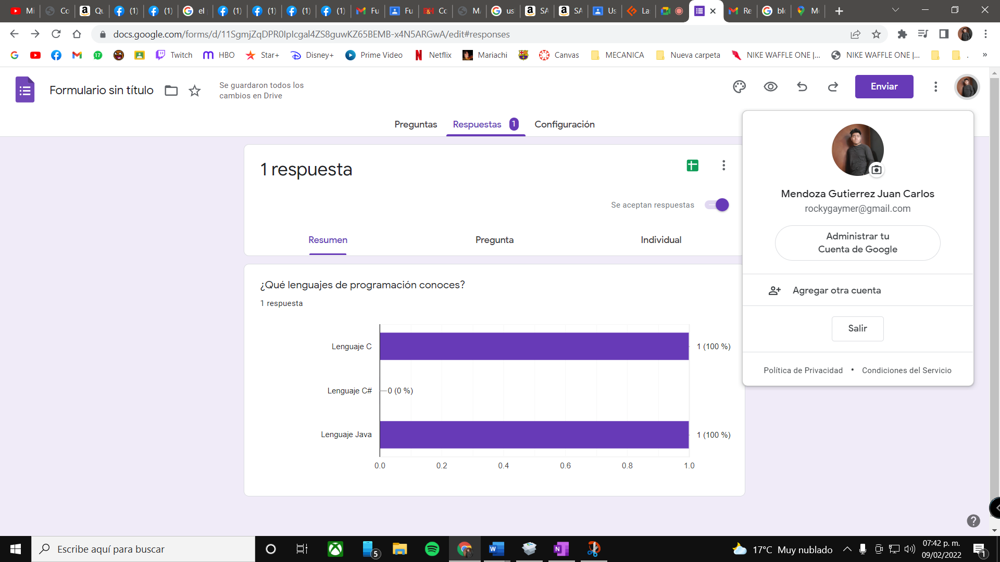 Mi
Co
Qu
(1)
(1)
el
(1)
(1)
(1)
(1)
Fu
Fu
Co
M
us
SA
SA
Us
La
Re
blo
Mo
docs.google.com/forms/d/11SgmjZqDPR0IpIcgal4ZS8guwKZ65BEMB-x4N5ARGwA/edit#responses
17
Twitch
HBO
Star+
Disney+
Prime Video
Netflix
Mariachi
Canvas
MECANICA
Nueva carpeta
NIKE WAFFLE ONE |...
NIKE WAFFLE ONE |...
.
»
Formulario sin título
Se guardaron todos los
cambios en Drive
Enviar
Preguntas
Respuestas 1
Configuración
1 respuesta
Se aceptan respuestas
Resumen
Pregunta
Individual
¿Qué lenguajes de programación conoces?
1 respuesta
Lenguaje C
1 (100 %)
Lenguaje C#
0 (0 %)
Lenguaje Java
1 (100 %)
0.0 0.2 0.4 0.6 0.8 1.0
Mendoza Gutierrez Juan Carlos
rockygaymer@gmail.com
Administrar tu
Cuenta de Google
Agregar otra cuenta
Salir
Política de Privacidad • Condiciones del Servicio
Escribe aquí para buscar
5
17°C Muy nublado
07:42 p. m.
09/02/2022
1